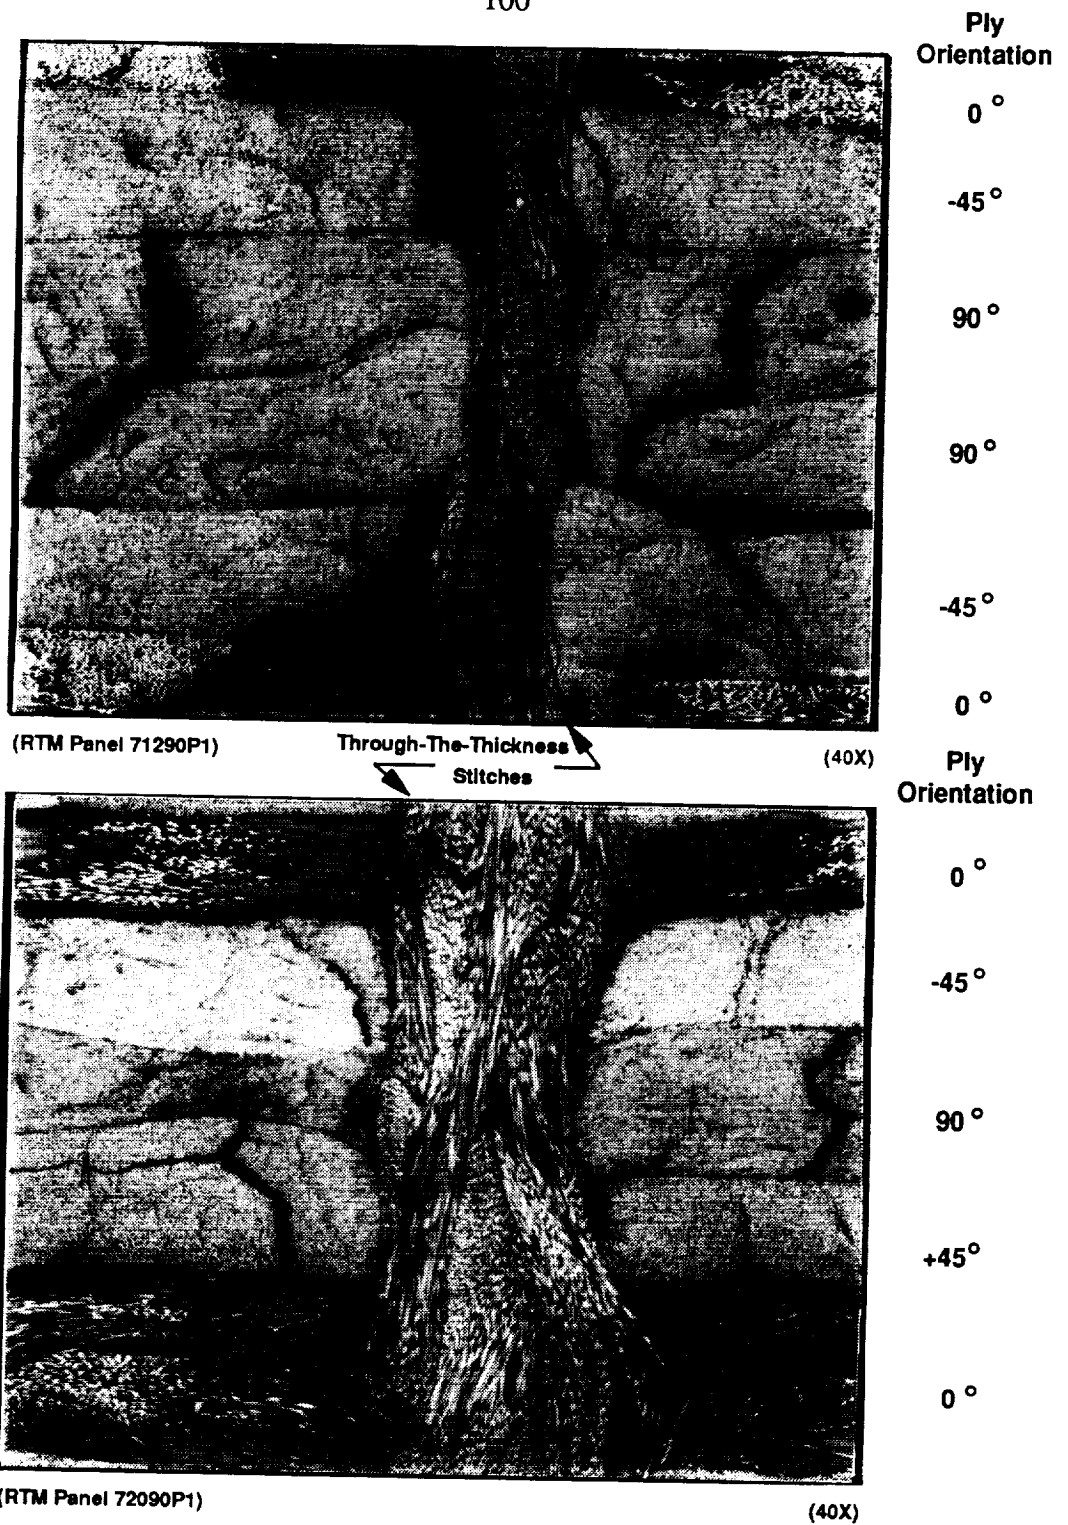 100
Ply
Orientation
0 °
-45 °
90 °
90 °
-45 °
0 °
(RTM Panel 71290P1)
Through-The-Thickness
Stitches
(40X)
Ply
Orientation
0 °
-45 °
90 °
+45 °
0 °
(RTM Panel 72090P1)
(40X)